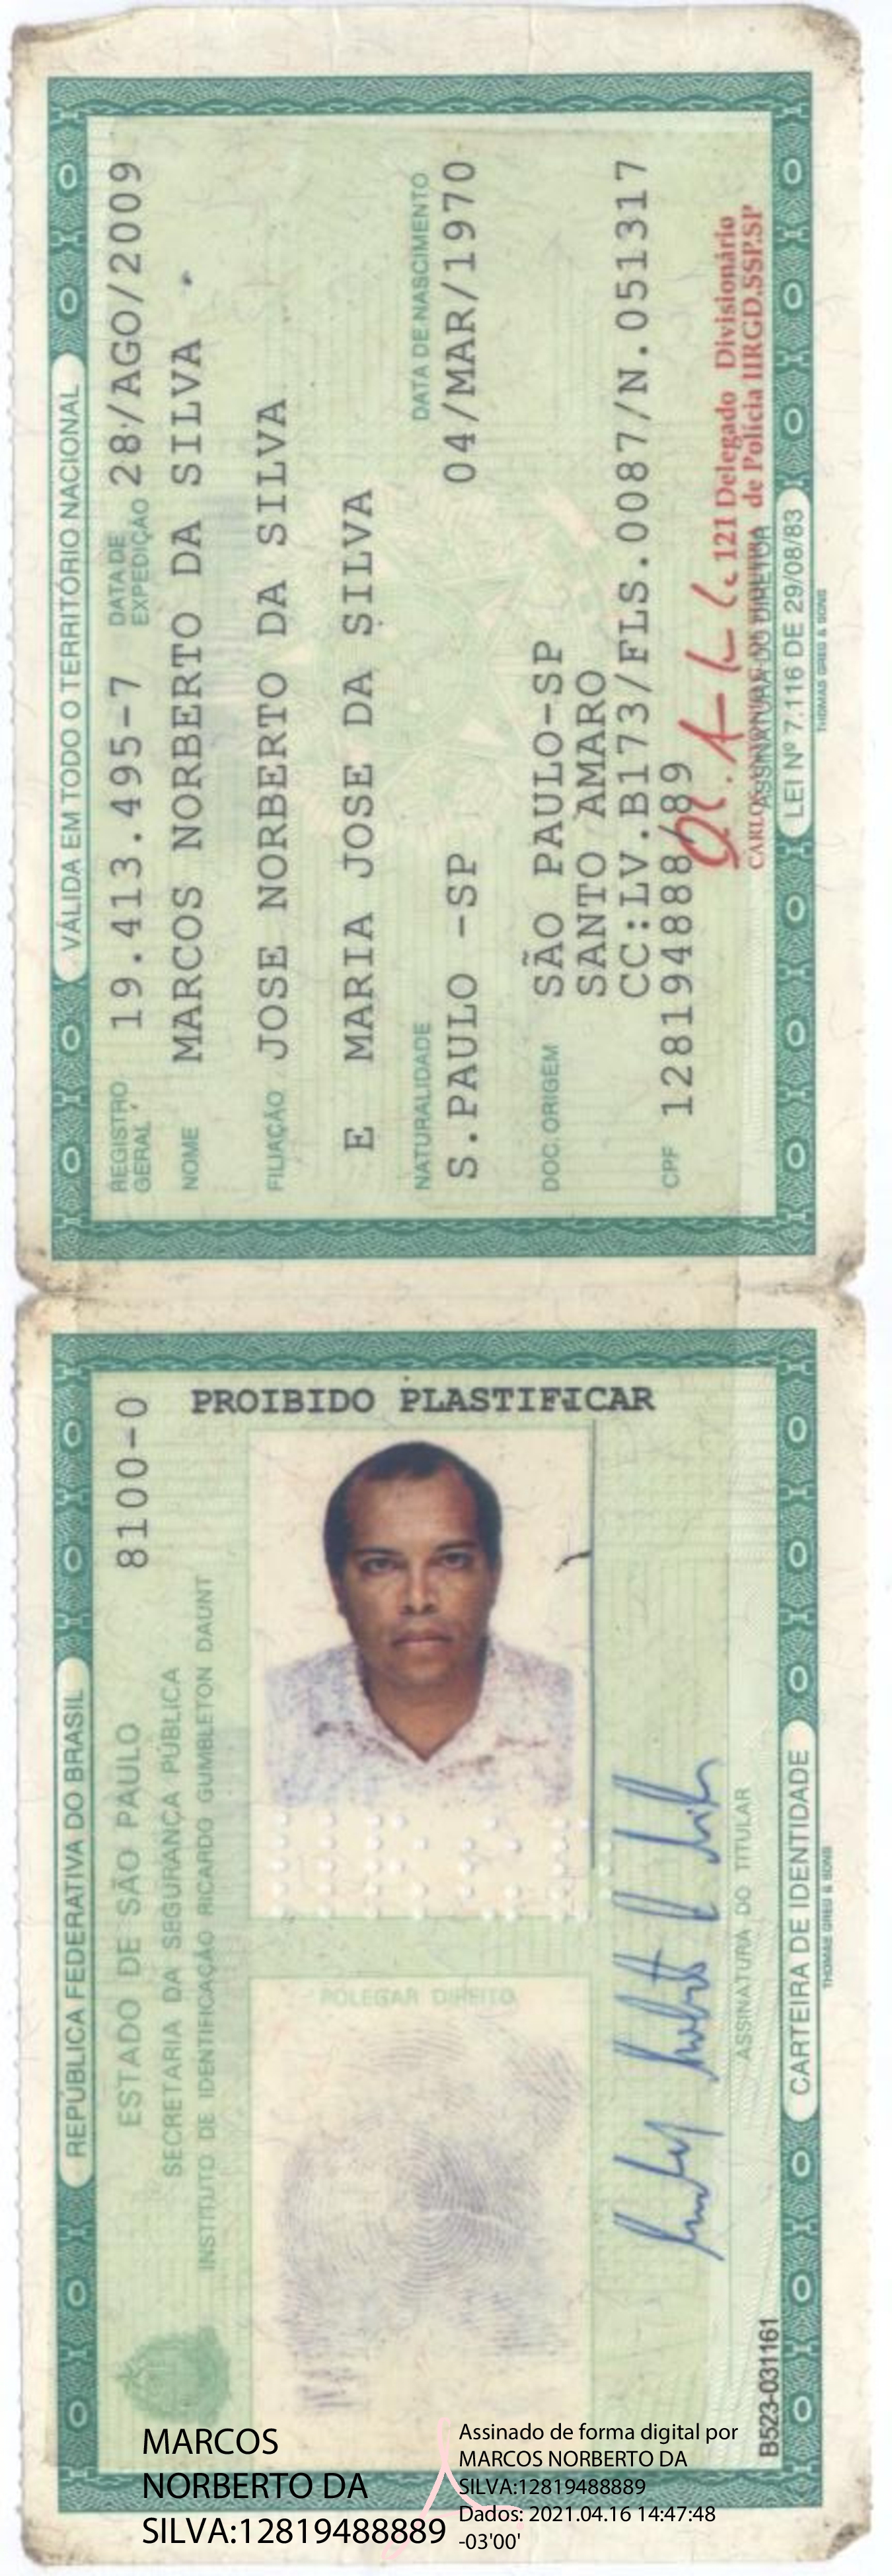 REPÚBLICA FEDERATIVA DO BRASIL
ESTADO DE SÃO PAULO
8100-0
SECRETARIA DA SEGURANÇA PÚBLICA
INSTITUTO DE IDENTIFICAÇÃO RICARDO GUMBLETON DAUNT
POLEGAR DIREITO
PROIBIDO PLASTIFICAR
ASSINATURA DO TITULAR
B523-031161
CARTEIRA DE IDENTIDADE
THOMAS GREG & SONS
MARCOS
NORBERTO DA
SILVA:12819488889
Assinado de forma digital por
MARCOS NORBERTO DA
SILVA:12819488889
Dados: 2021.04.16 14:47:48
-03'00'
VÁLIDA EM TODO O TERRITÓRIO NACIONAL
REGISTRO GERAL 19.413.495-7 DATA DE EXPEDIÇÃO 28/AGO/2009
NOME MARCOS NORBERTO DA SILVA
FILIAÇÃO JOSE NORBERTO DA SILVA
E MARIA JOSE DA SILVA
NATURALIDADE DATA DE NASCIMENTO
S.PAULO -SP 04/MAR/1970
DOC. ORIGEM SÃO PAULO-SP
SANTO AMARO
CC:LV.B173/FLS.0087/N.051317
CPF 128194888/89
121 Delegado Divisionário
CARLOS ANTONIO G. DE SEQUEIRA de Polícia IIRGD.SSP.SP
ASSINATURA DO DIRETOR
LEI Nº 7.116 DE 29/08/83
THOMAS GREG & SONS